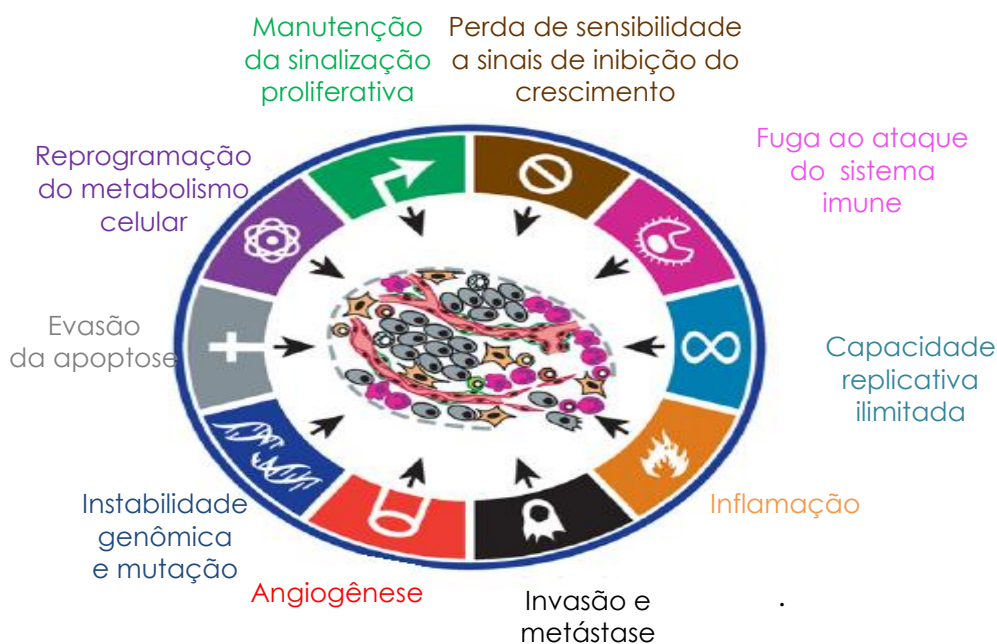 Manutenção
da sinalização
proliferativa
Perda de sensibilidade
a sinais de inibição do
crescimento
Fuga ao ataque
do sistema
imune
Capacidade
replicativa
ilimitada
Inflamação
Invasão e
metástase
.
Angiogênese
Instabilidade
genômica
e mutação
Evasão
da apoptose
Reprogramação
do metabolismo
celular